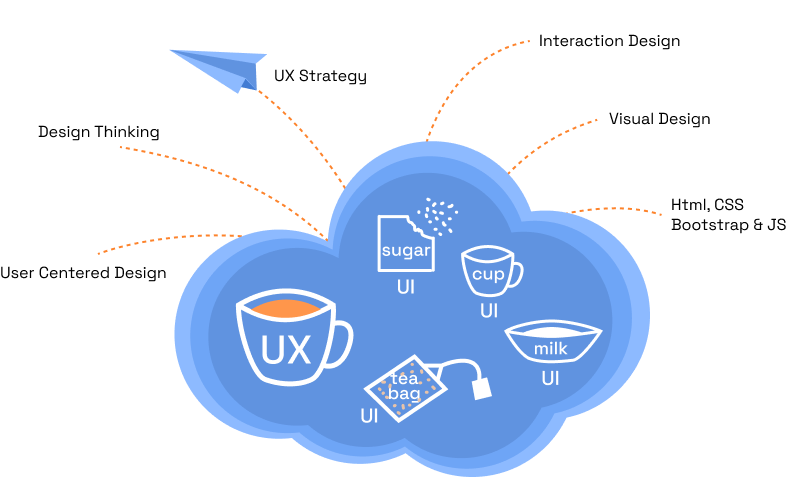 Interaction Design
UX Strategy
Visual Design
Design Thinking
Html, CSS
Bootstrap & JS
User Centered Design
sugar
UI
cup
UI
UX
milk
UI
tea
bag
UI